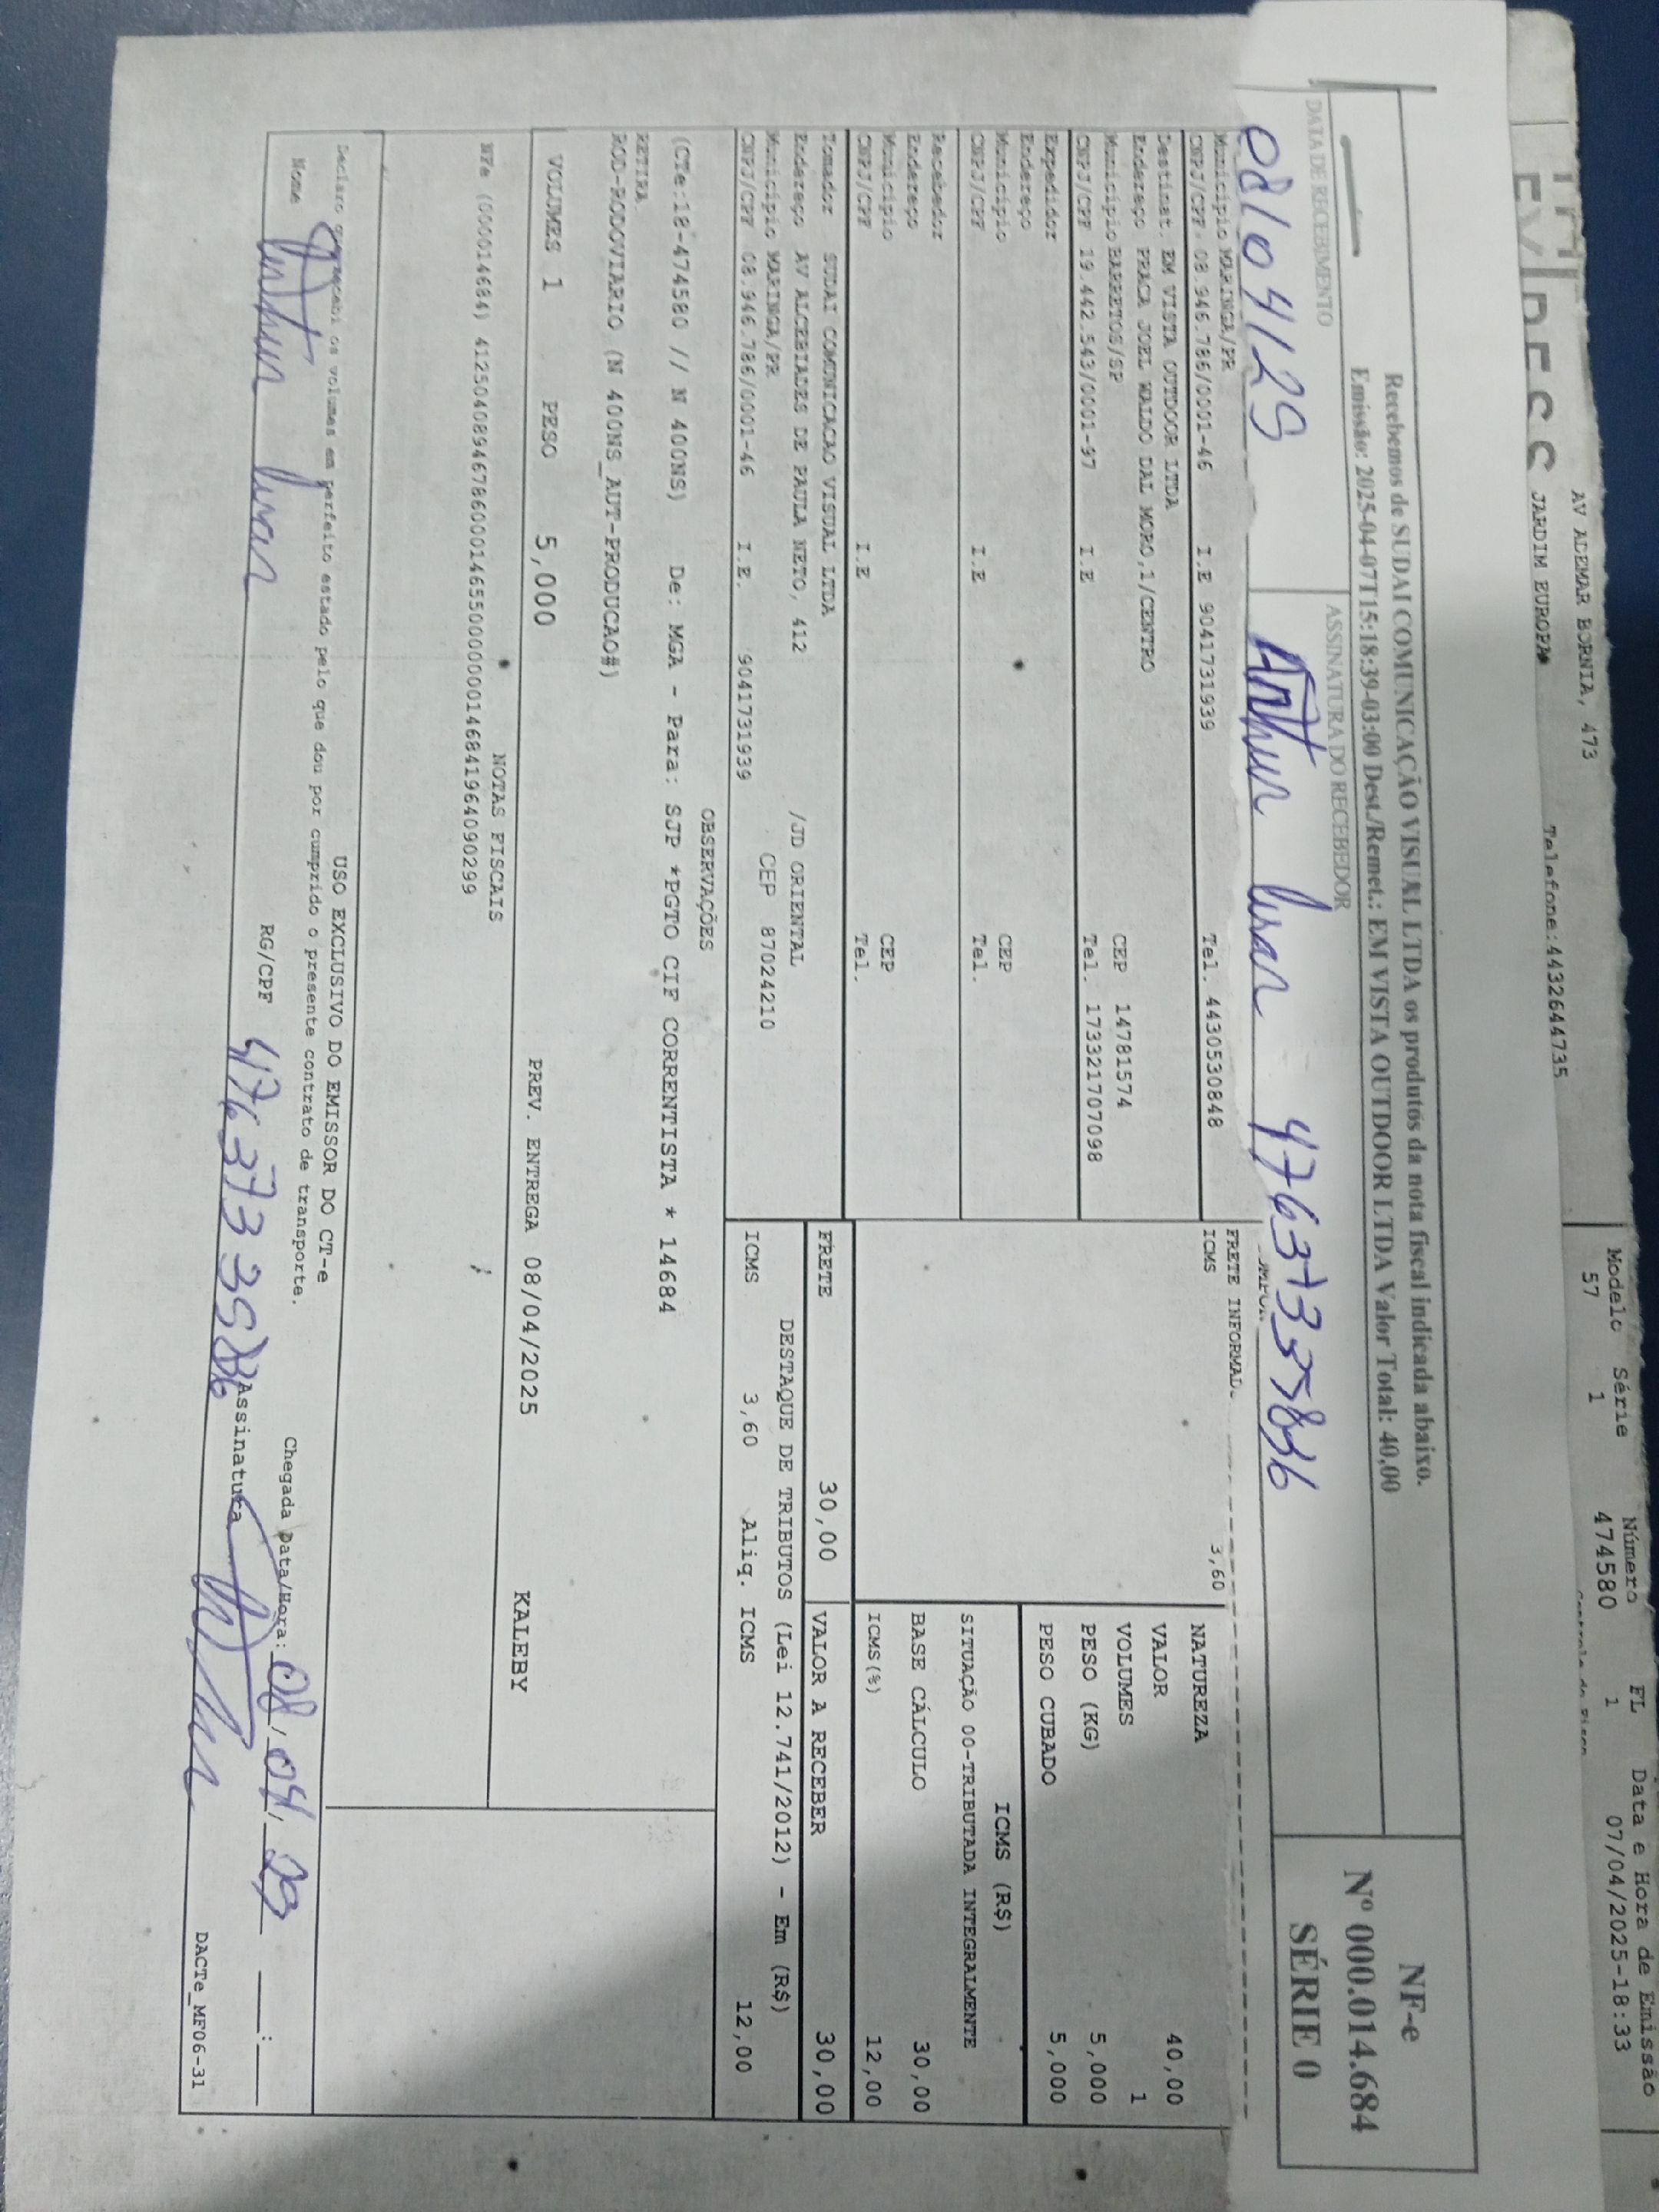 AV ADEMAR BORNIA, 473
JARDIM EUROPA
Telefone:4432644735
Modelo Série Número FL Data e Hora de Emissão
57 1 474580 1 07/04/2025-18:33
Recebemos de SUDAI COMUNICAÇÃO VISUAL LTDA os produtos da nota fiscal indicada abaixo.
Emissão: 2025-04-07T15:18:39-03:00 Dest./Remet.: EM VISTA OUTDOOR LTDA Valor Total: 40,00
NF-e
Nº 000.014.684
SÉRIE 0
DATA DE RECEBIMENTO ASSINATURA DO RECEBEDOR
08/04/25 Arthur Luan 47637335836
Município MARINGA/PR
CNPJ/CPF 08.946.786/0001-46 I.E 9041731939 Tel. 4430530848
Destinat. EM VISTA OUTDOOR LTDA
Endereço PRACA JOEL WALDO DAL MORO,1/CENTRO
Município BARRETOS/SP CEP 14781574
CNPJ/CPF 19.442.543/0001-97 I.E Tel. 173321707098
Expedidor
Endereço
Município CEP
CNPJ/CPF I.E Tel.
Recebedor
Endereço
Município CEP
CNPJ/CPF I.E Tel.
Tomador SUDAI COMUNICACAO VISUAL LTDA
Endereço AV ALCEBIADES DE PAULA NETO, 412 /JD ORIENTAL
Município MARINGA/PR CEP 87024210
CNPJ/CPF 08.946.786/0001-46 I.E. 9041731939
FRETE INFORMAD
ICMS 3,60
NATUREZA
VALOR 40,00
VOLUMES 1
PESO (KG) 5,000
PESO CUBADO 5,000
ICMS (R$)
SITUAÇÃO 00-TRIBUTADA INTEGRALMENTE
BASE CÁLCULO 30,00
ICMS(%) 12,00
FRETE 30,00 VALOR A RECEBER 30,00
DESTAQUE DE TRIBUTOS (Lei 12.741/2012) - Em (R$)
ICMS 3,60 Aliq. ICMS 12,00
OBSERVAÇÕES
(CTe:18-474580 // N 400NS) De: MGA - Para: SJP *PGTO CIF CORRENTISTA * 14684
RETIRA
ROD-RODOVIARIO (N 400NS_AUT-PRODUCAO#)
VOLUMES 1 PESO 5,000 PREV. ENTREGA 08/04/2025 KALEBY
NOTAS FISCAIS
NFe (000014684) 41250408946786000146550000000146841964090299
USO EXCLUSIVO DO EMISSOR DO CT-e
Declaro que recebi os volumes em perfeito estado pelo que dou por cumprido o presente contrato de transporte.
Chegada Data/Hora: 08/04/25 :
Nome Arthur Luan RG/CPF 47637335836 Assinatura
DACTe_MF06-31